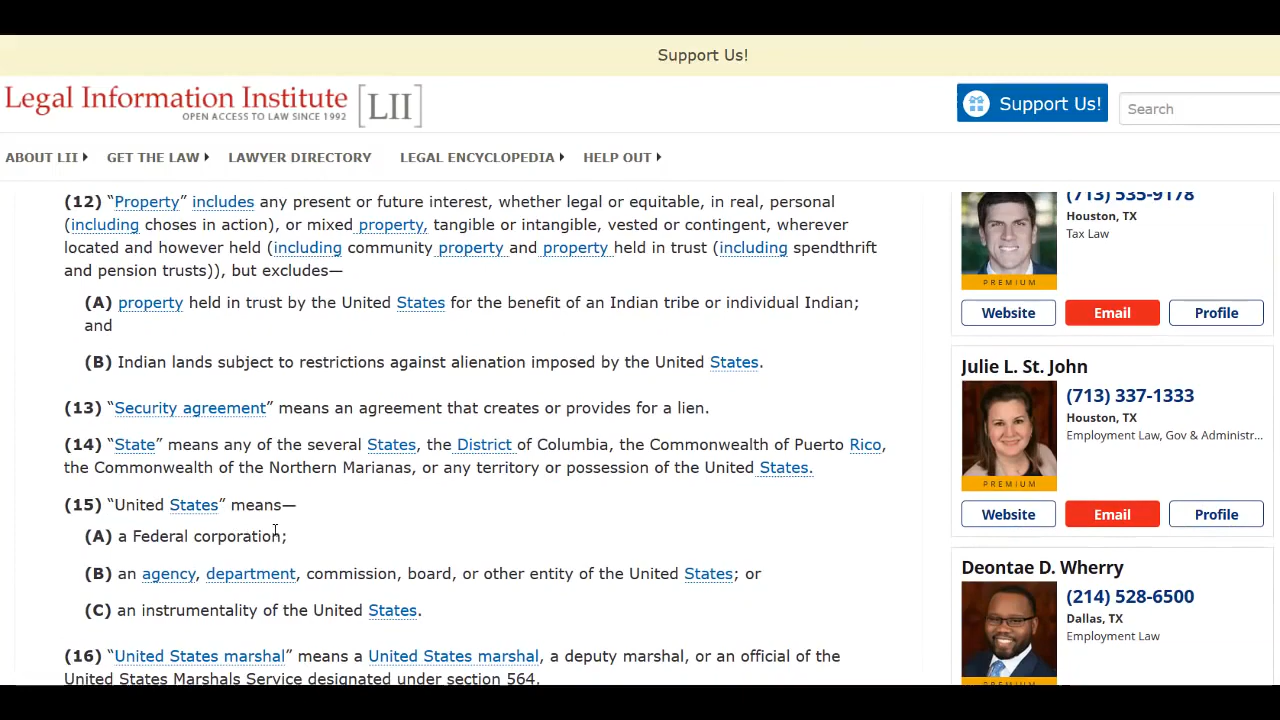 Support Us!
Legal Information Institute [LII]
OPEN ACCESS TO LAW SINCE 1992
Support Us!
Search
ABOUT LII GET THE LAW LAWYER DIRECTORY LEGAL ENCYCLOPEDIA HELP OUT
(12) “Property” includes any present or future interest, whether legal or equitable, in real, personal
(including choses in action), or mixed property, tangible or intangible, vested or contingent, wherever
located and however held (including community property and property held in trust (including spendthrift
and pension trusts)), but excludes—
(A) property held in trust by the United States for the benefit of an Indian tribe or individual Indian;
and
(B) Indian lands subject to restrictions against alienation imposed by the United States.
(13) “Security agreement” means an agreement that creates or provides for a lien.
(14) “State” means any of the several States, the District of Columbia, the Commonwealth of Puerto Rico,
the Commonwealth of the Northern Marianas, or any territory or possession of the United States.
(15) “United States” means—
(A) a Federal corporation;
(B) an agency, department, commission, board, or other entity of the United States; or
(C) an instrumentality of the United States.
(16) “United States marshal” means a United States marshal, a deputy marshal, or an official of the
United States Marshals Service designated under section 564.
(713) 535-9178
Houston, TX
Tax Law
PREMIUM
Website Email Profile
Julie L. St. John
(713) 337-1333
Houston, TX
Employment Law, Gov & Administr...
PREMIUM
Website Email Profile
Deontae D. Wherry
(214) 528-6500
Dallas, TX
Employment Law
PREMIUM